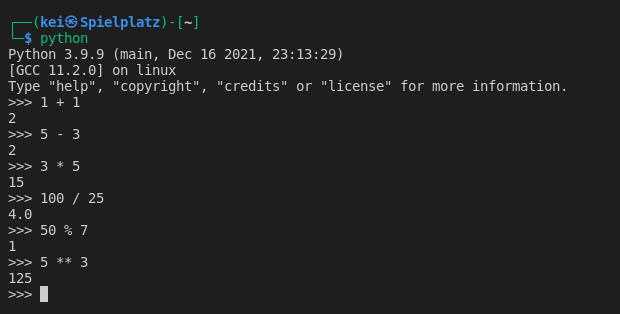 ┌──(kei㉿Spielplatz)-[~]
└─$ python
Python 3.9.9 (main, Dec 16 2021, 23:13:29)
[GCC 11.2.0] on linux
Type "help", "copyright", "credits" or "license" for more information.
>>> 1 + 1
2
>>> 5 - 3
2
>>> 3 * 5
15
>>> 100 / 25
4.0
>>> 50 % 7
1
>>> 5 ** 3
125
>>>